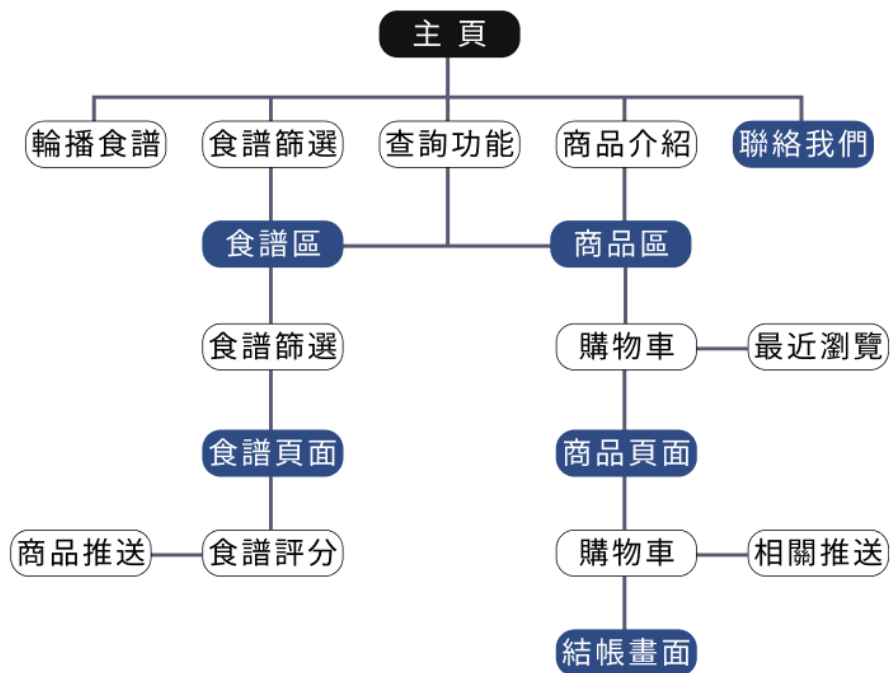 主 頁
輪播食譜
食譜篩選
查詢功能
商品介紹
聯絡我們
食譜區
商品區
食譜篩選
購物車
最近瀏覽
食譜頁面
商品頁面
商品推送
食譜評分
購物車
相關推送
結帳畫面